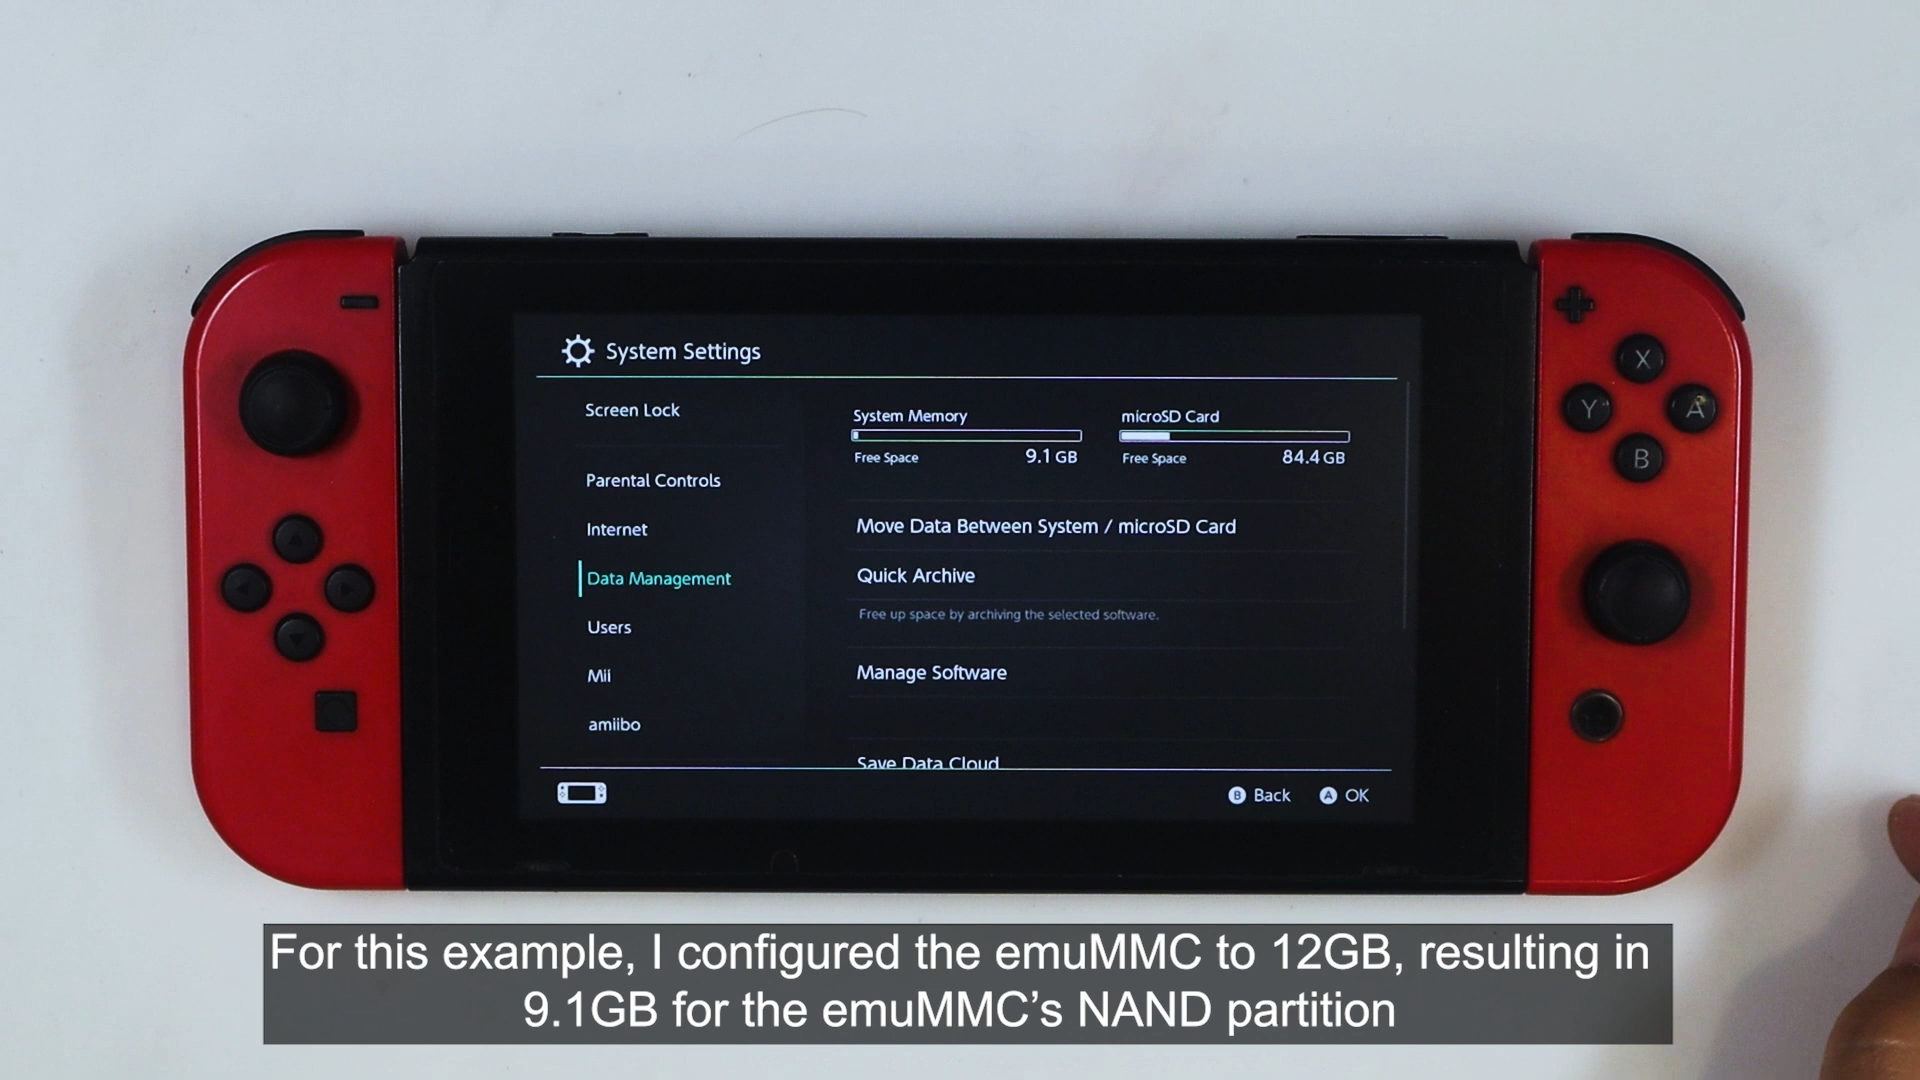 System Settings
Screen Lock
Parental Controls
Internet
Data Management
Users
Mii
amiibo
System Memory
Free Space 9.1 GB
microSD Card
Free Space 84.4 GB
Move Data Between System / microSD Card
Quick Archive
Free up space by archiving the selected software.
Manage Software
Save Data Cloud
B Back A OK
X
Y A
B
For this example, I configured the emuMMC to 12GB, resulting in
9.1GB for the emuMMC’s NAND partition